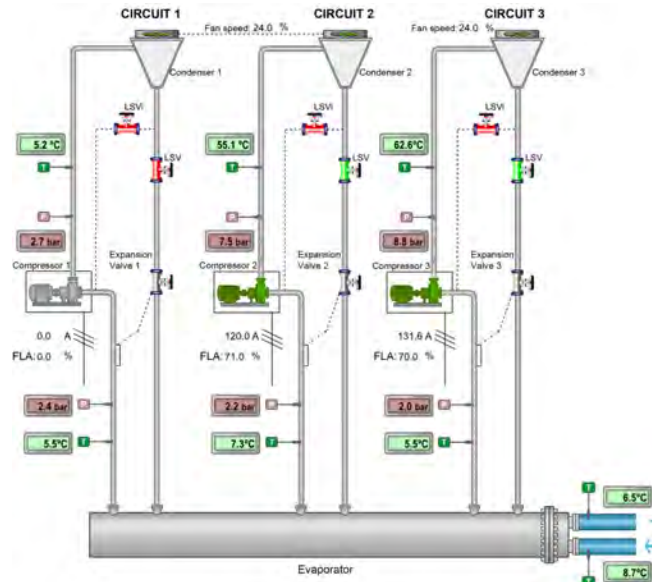 CIRCUIT 1
CIRCUIT 2
CIRCUIT 3
Fan speed: 24.0 %
Fan speed: 24.0 %
Condenser 1
Condenser 2
Condenser 3
LSVi
LSVi
LSVi
5.2 °C
55.1 °C
62.6°C
LSV
LSV
LSV
T
T
T
P
P
P
2.7 bar
7.5 bar
8.8 bar
Compressor 1
Expansion
Valve 1
Compressor 2
Expansion
Valve 2
Compressor 3
Expansion
Valve 3
0.0 A
120.0 A
131.6 A
FLA: 0.0 %
FLA: 71.0 %
FLA: 70.0 %
2.4 bar
2.2 bar
2.0 bar
P
P
P
5.5°C
7.3°C
5.5°C
T
T
T
T
6.5°C
Evaporator
T
8.7°C